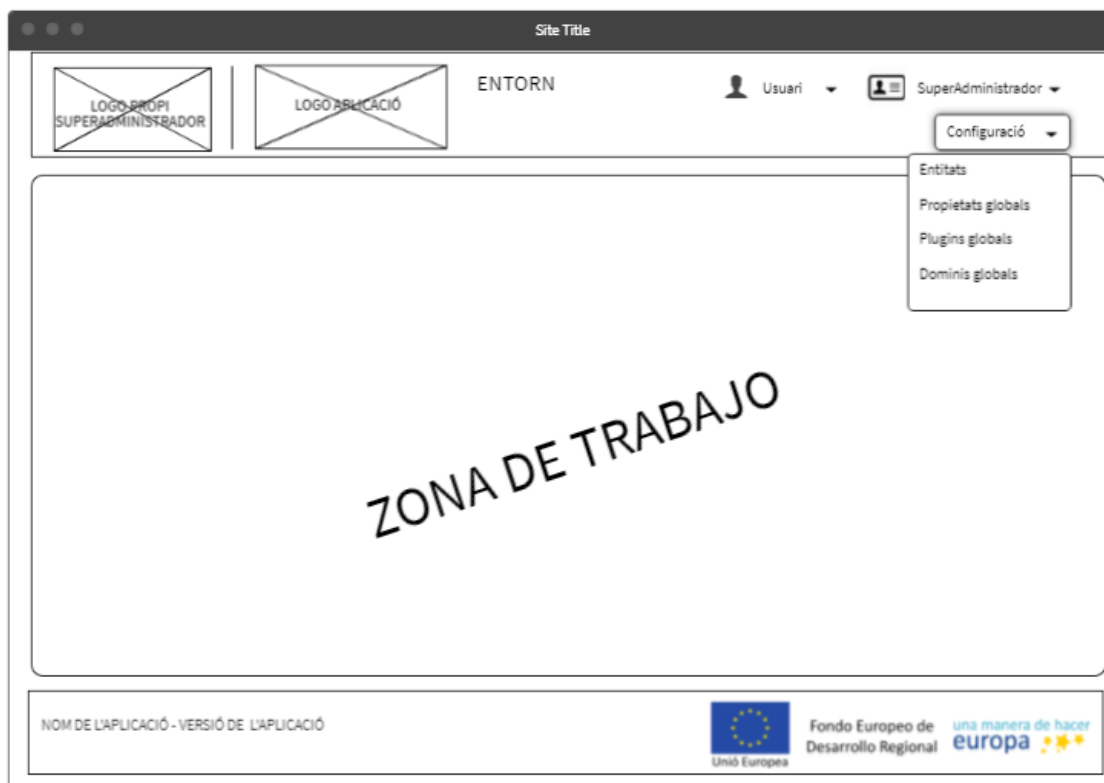 Site Title
LOGO PROPI
SUPERADMINISTRADOR
LOGO APLICACIÓ
ENTORN
Usuari
SuperAdministrador
Configuració
Entitats
Propietats globals
Plugins globals
Dominis globals
ZONA DE TRABAJO
NOM DE L'APLICACIÓ - VERSIÓ DE L'APLICACIÓ
Unió Europea
Fondo Europeo de
Desarrollo Regional
una manera de hacer
europa